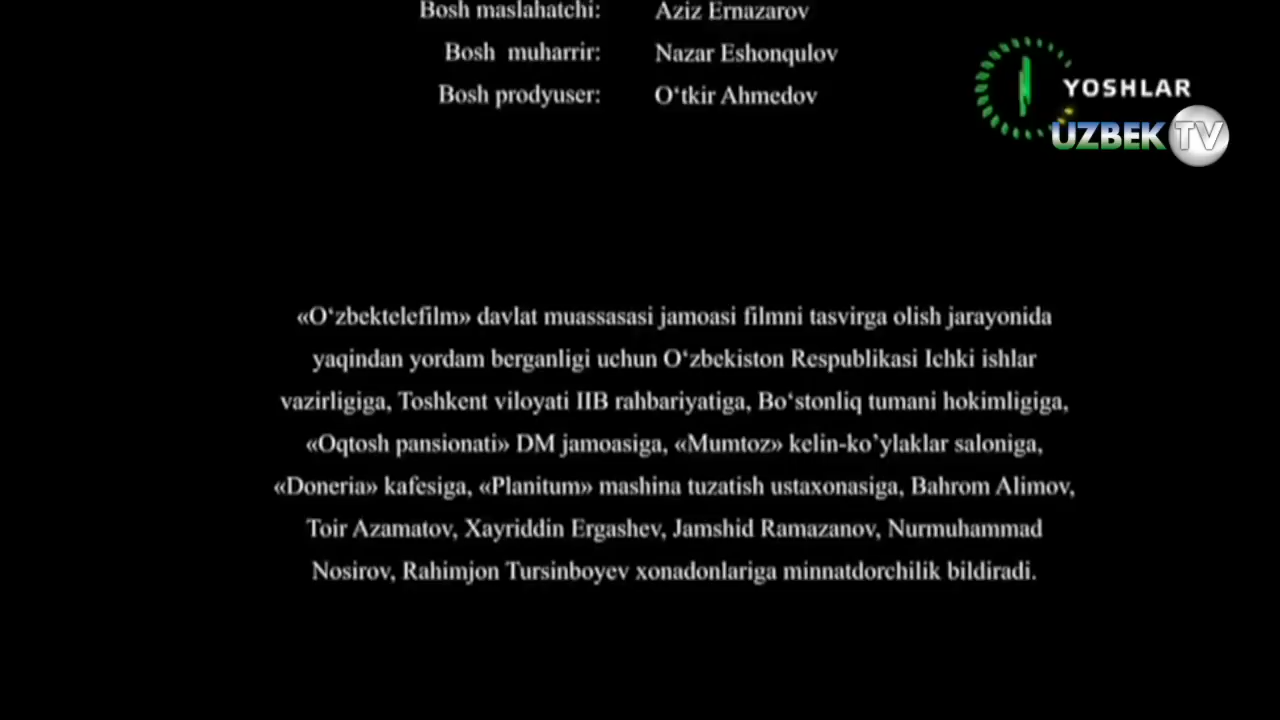 Bosh maslahatchi: Aziz Ernazarov
Bosh muharrir: Nazar Eshonqulov
Bosh prodyuser: O‘tkir Ahmedov
YOSHLAR
UZBEK TV
«O‘zbektelefilm» davlat muassasasi jamoasi filmni tasvirga olish jarayonida
yaqindan yordam berganligi uchun O‘zbekiston Respublikasi Ichki ishlar
vazirligiga, Toshkent viloyati IIB rahbariyatiga, Bo‘stonliq tumani hokimligiga,
«Oqtosh pansionati» DM jamoasiga, «Mumtoz» kelin-ko’ylaklar saloniga,
«Doneria» kafesiga, «Planitum» mashina tuzatish ustaxonasiga, Bahrom Alimov,
Toir Azamatov, Xayriddin Ergashev, Jamshid Ramazanov, Nurmuhammad
Nosirov, Rahimjon Tursinboyev xonadonlariga minnatdorchilik bildiradi.